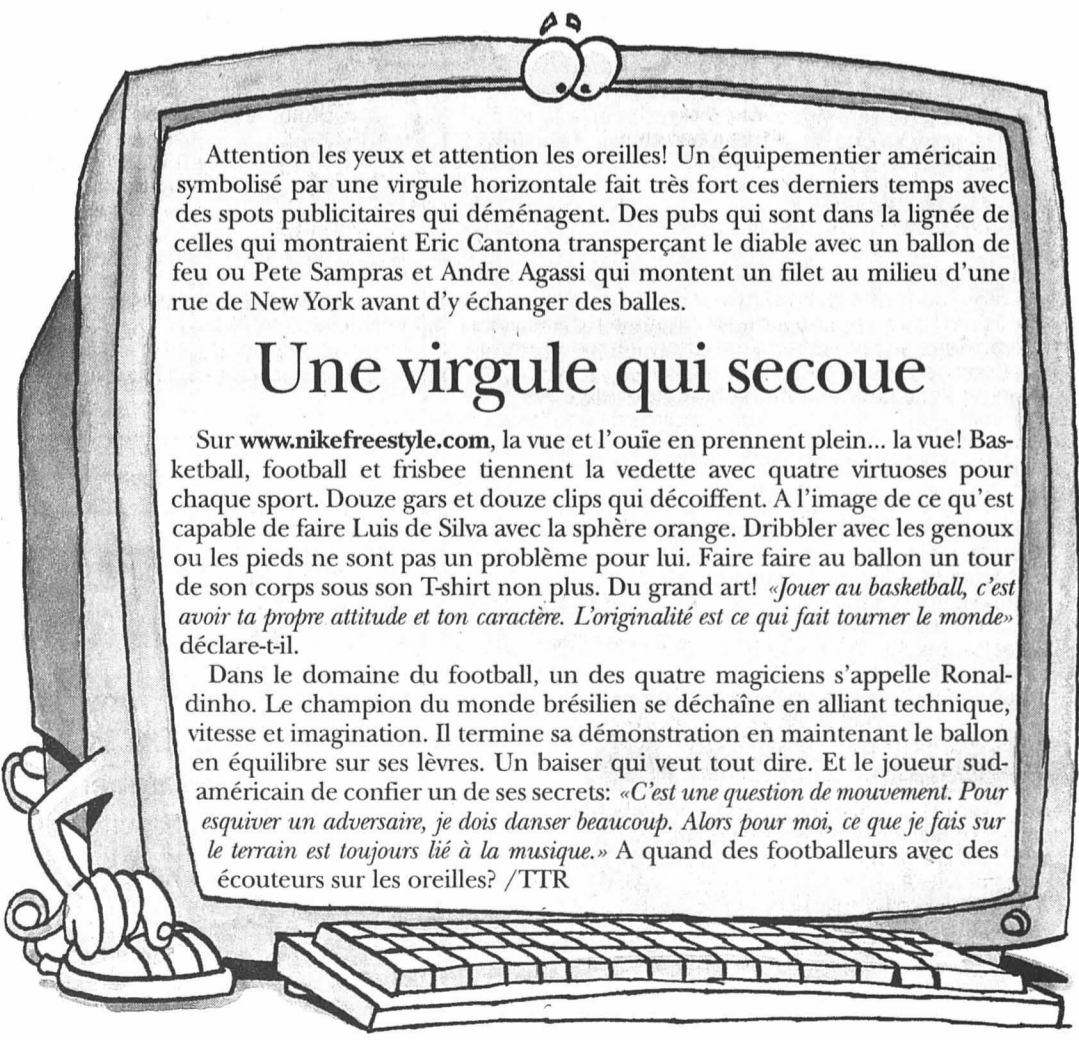 Attention les yeux et attention les oreilles! Un équipementier américain
symbolisé par une virgule horizontale fait très fort ces derniers temps avec
des spots publicitaires qui déménagent. Des pubs qui sont dans la lignée de
celles qui montraient Eric Cantona transperçant le diable avec un ballon de
feu ou Pete Sampras et Andre Agassi qui montent un filet au milieu d'une
rue de New York avant d'y échanger des balles.
Une virgule qui secoue
Sur www.nikefreestyle.com, la vue et l'ouïe en prennent plein... la vue! Bas-
ketball, football et frisbee tiennent la vedette avec quatre virtuoses pour
chaque sport. Douze gars et douze clips qui décoiffent. A l'image de ce qu'est
capable de faire Luis de Silva avec la sphère orange. Dribbler avec les genoux
ou les pieds ne sont pas un problème pour lui. Faire faire au ballon un tour
de son corps sous son T-shirt non plus. Du grand art! «Jouer au basketball, c'est
avoir ta propre attitude et ton caractère. L'originalité est ce qui fait tourner le monde»
déclare-t-il.
Dans le domaine du football, un des quatre magiciens s'appelle Ronal-
dinho. Le champion du monde brésilien se déchaîne en alliant technique,
vitesse et imagination. Il termine sa démonstration en maintenant le ballon
en équilibre sur ses lèvres. Un baiser qui veut tout dire. Et le joueur sud-
américain de confier un de ses secrets: «C'est une question de mouvement. Pour
esquiver un adversaire, je dois danser beaucoup. Alors pour moi, ce que je fais sur
le terrain est toujours lié à la musique.» A quand des footballeurs avec des
écouteurs sur les oreilles? /TTR